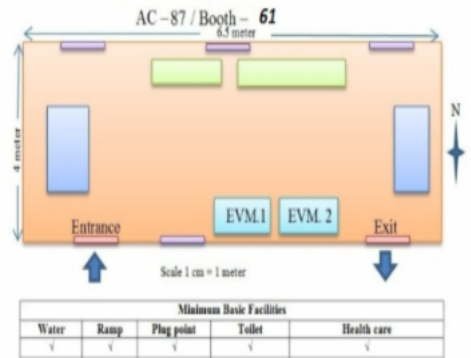 AC – 87 / Booth – 61
6.5 meter
4 meter
N
EVM.1 EVM. 2
Entrance Exit
Scale 1 cm = 1 meter
Minimum Basic Facilities
Water Ramp Plug point Toilet Health care
√ √ √ √ √